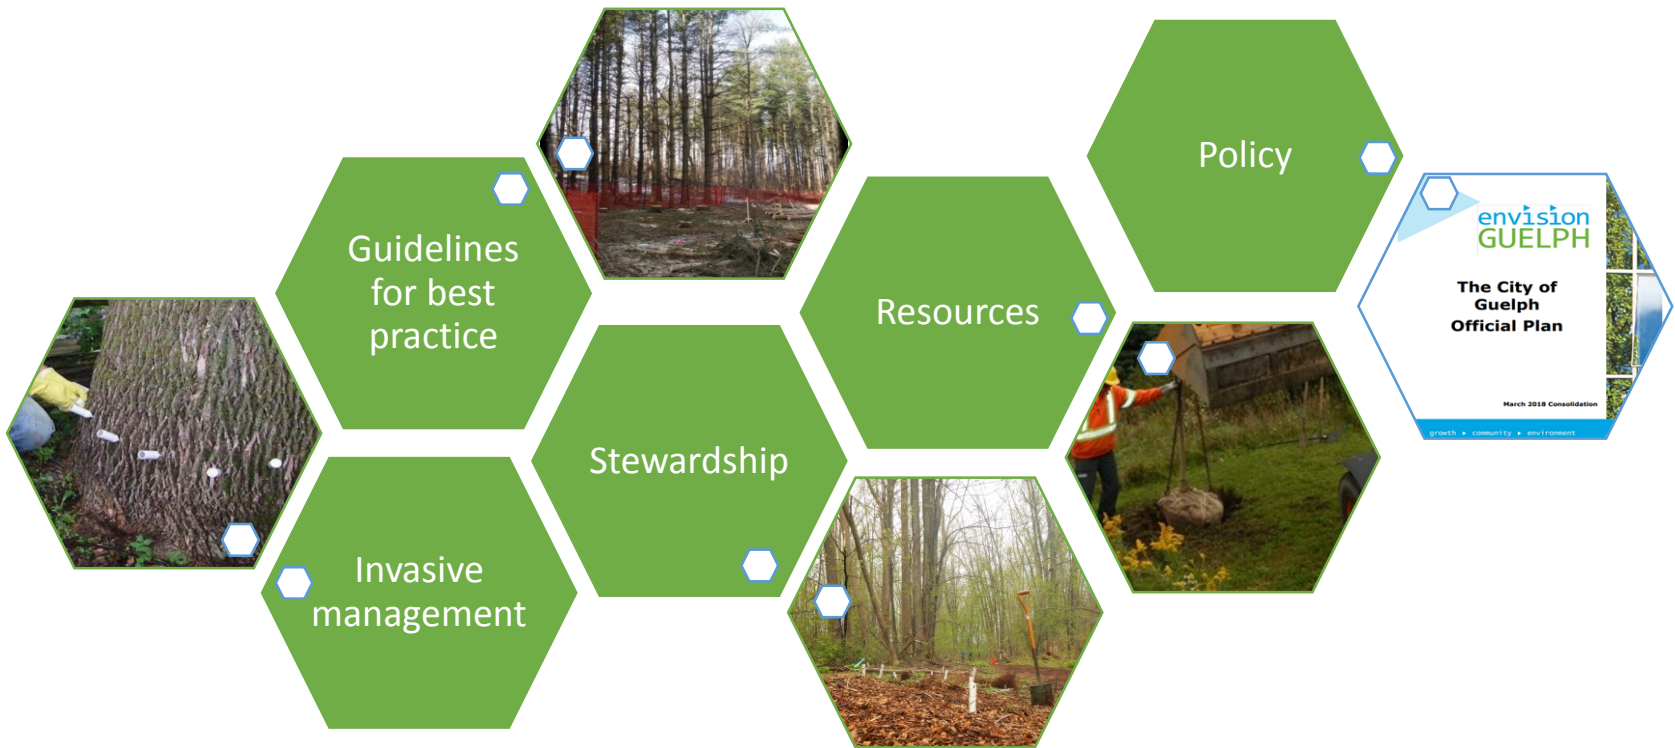 Guidelines
for best
practice
Invasive
management
Stewardship
Resources
Policy
envision
GUELPH
The City of
Guelph
Official Plan
March 2018 Consolidation
growth ▸ community ▸ environment